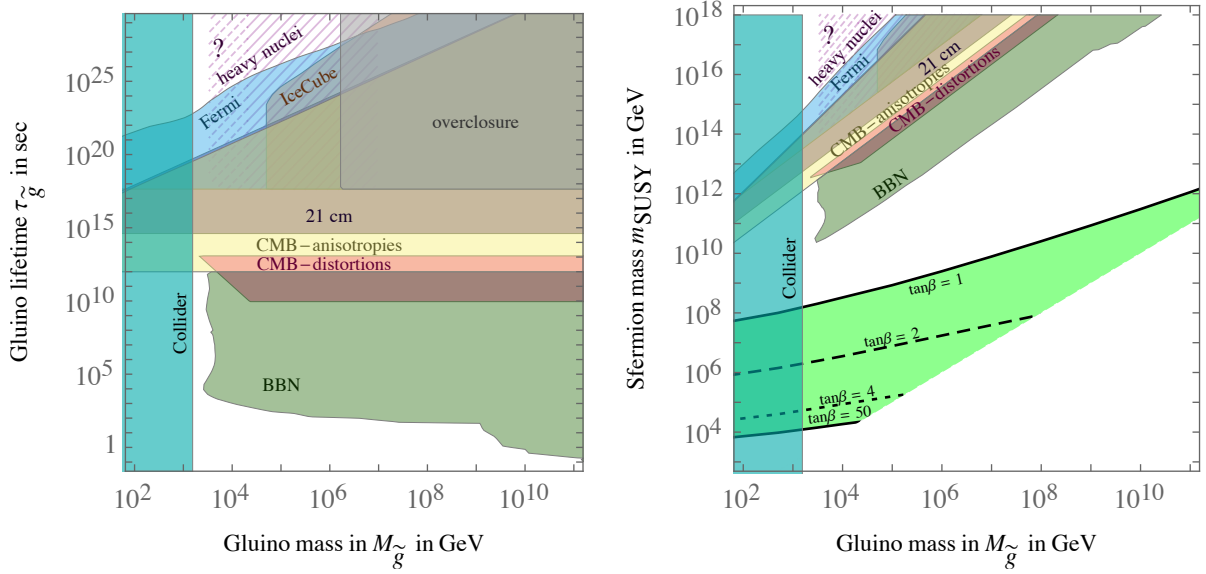 10^25
10^20
10^15
10^10
10^5
1
Gluino lifetime τ_g̃ in sec
?
heavy nuclei
Fermi
IceCube
overclosure
21 cm
CMB−anisotropies
CMB−distortions
BBN
Collider
10^2
10^4
10^6
10^8
10^10
Gluino mass in M_g̃ in GeV
10^18
10^16
10^14
10^12
10^10
10^8
10^6
10^4
Sfermion mass m_SUSY in GeV
?
heavy nuclei
Fermi
21 cm
CMB−anisotropies
CMB−distortions
BBN
Collider
tanβ = 1
tanβ = 2
tanβ = 4
tanβ = 50
10^2
10^4
10^6
10^8
10^10
Gluino mass in M_g̃ in GeV